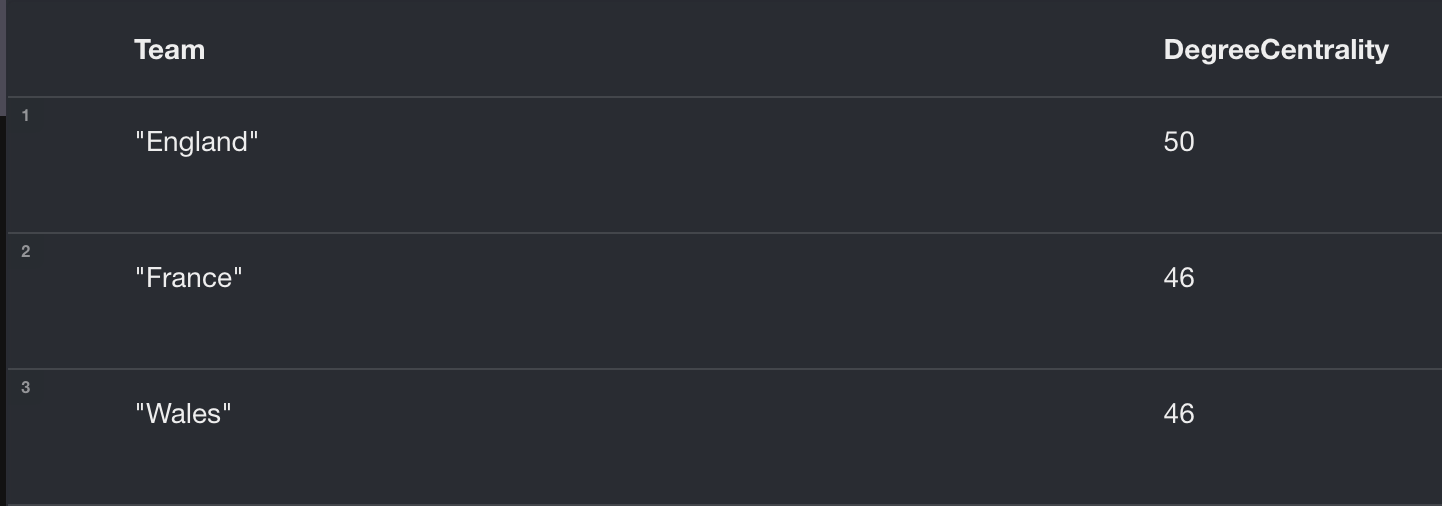 Team DegreeCentrality
1
"England" 50
2
"France" 46
3
"Wales" 46